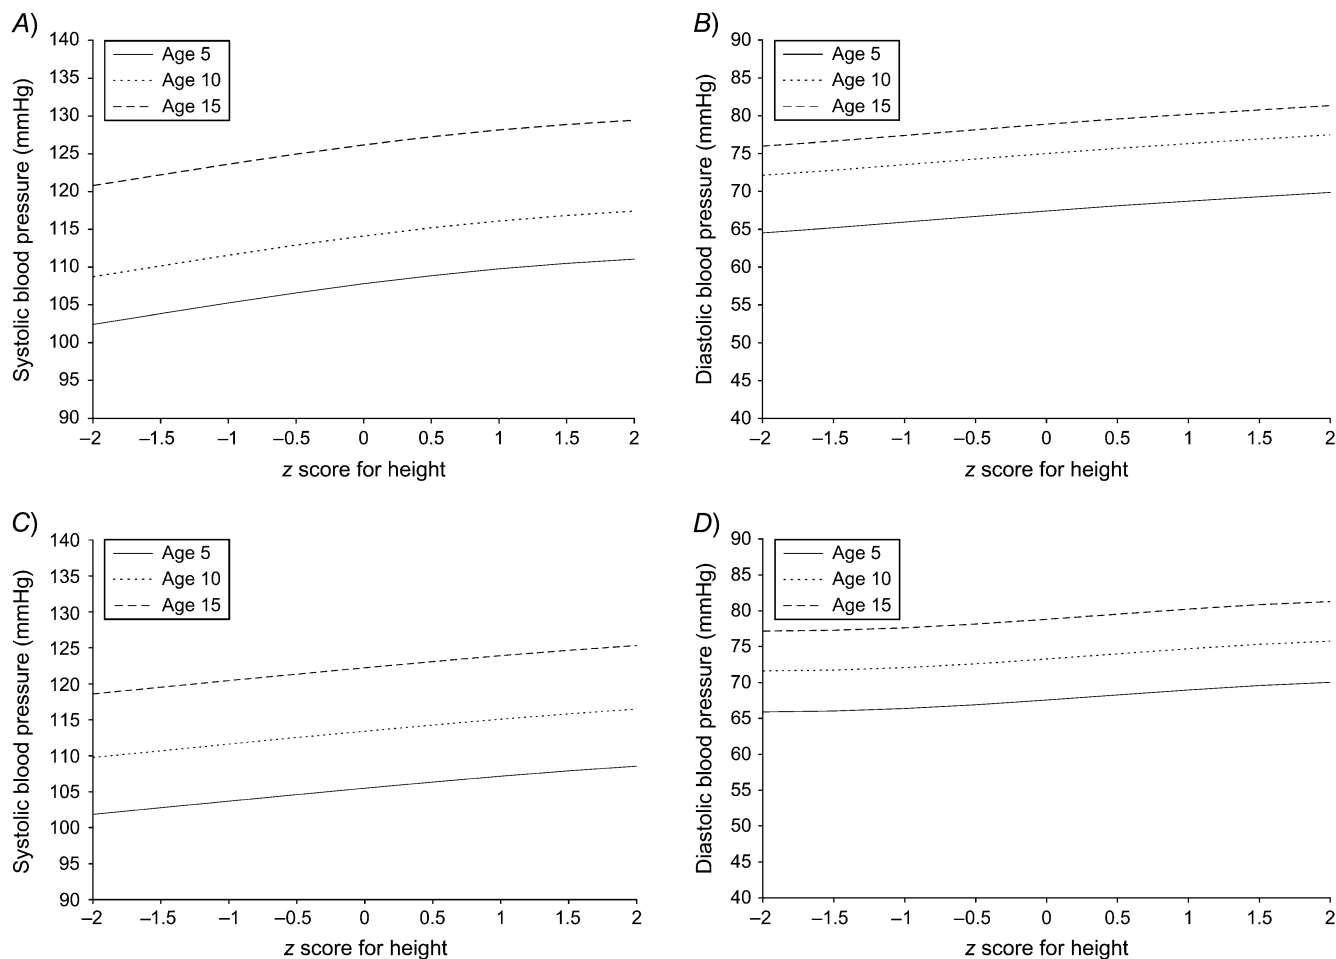 A)
Systolic blood pressure (mmHg)
140
135
130
125
120
115
110
105
100
95
90
Age 5
Age 10
Age 15
–2 –1.5 –1 –0.5 0 0.5 1 1.5 2
z score for height
B)
Diastolic blood pressure (mmHg)
90
85
80
75
70
65
60
55
50
45
40
Age 5
Age 10
Age 15
–2 –1.5 –1 –0.5 0 0.5 1 1.5 2
z score for height
C)
Systolic blood pressure (mmHg)
140
135
130
125
120
115
110
105
100
95
90
Age 5
Age 10
Age 15
–2 –1.5 –1 –0.5 0 0.5 1 1.5 2
z score for height
D)
Diastolic blood pressure (mmHg)
90
85
80
75
70
65
60
55
50
45
40
Age 5
Age 10
Age 15
–2 –1.5 –1 –0.5 0 0.5 1 1.5 2
z score for height